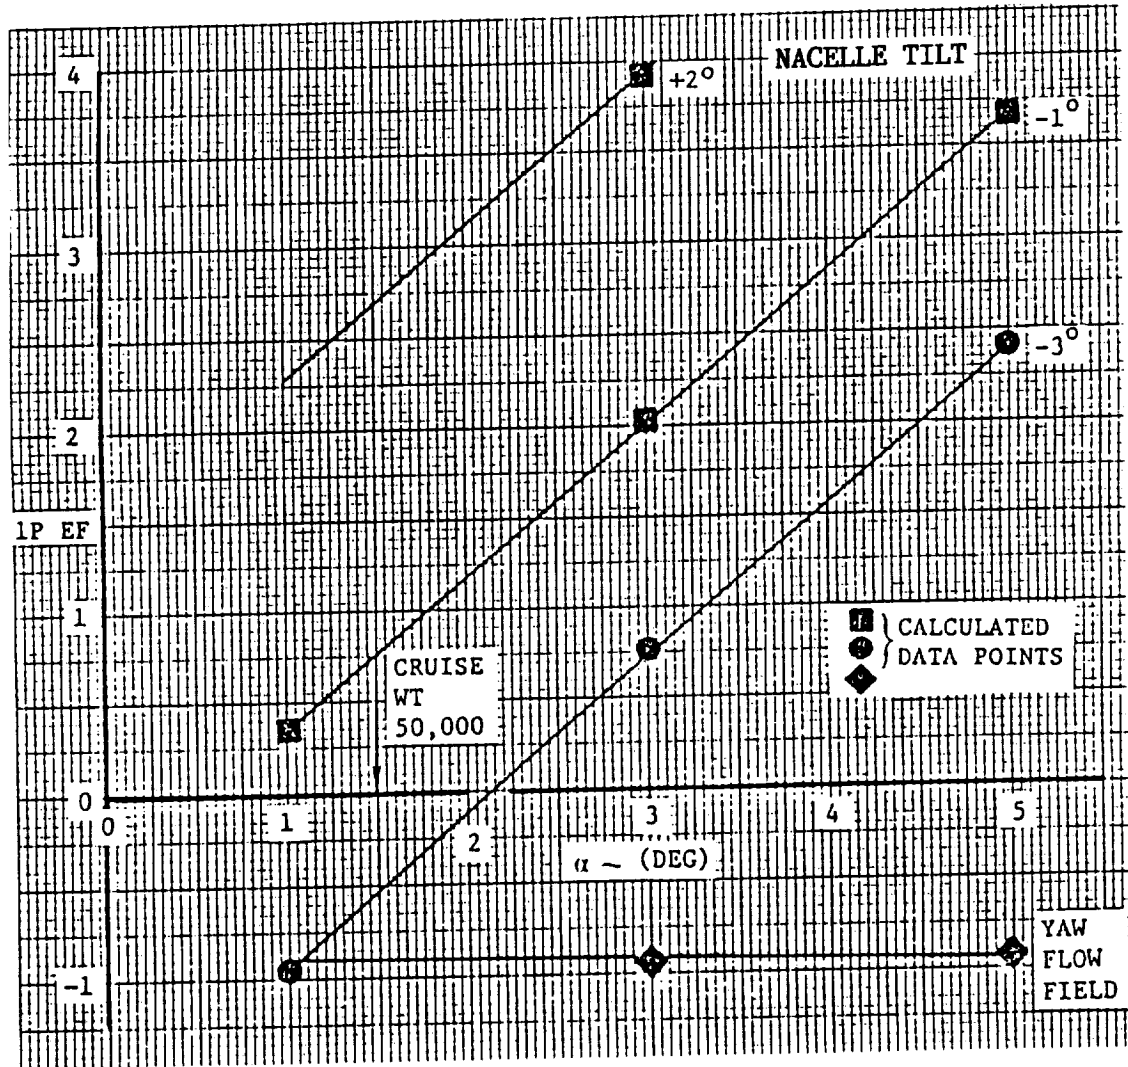 NACELLE TILT
4
+2°
-1°
3
-3°
2
1P EF
1
CALCULATED
DATA POINTS
CRUISE
WT
50,000
0
0
1
2
3
4
5
α ~ (DEG)
-1
YAW
FLOW
FIELD